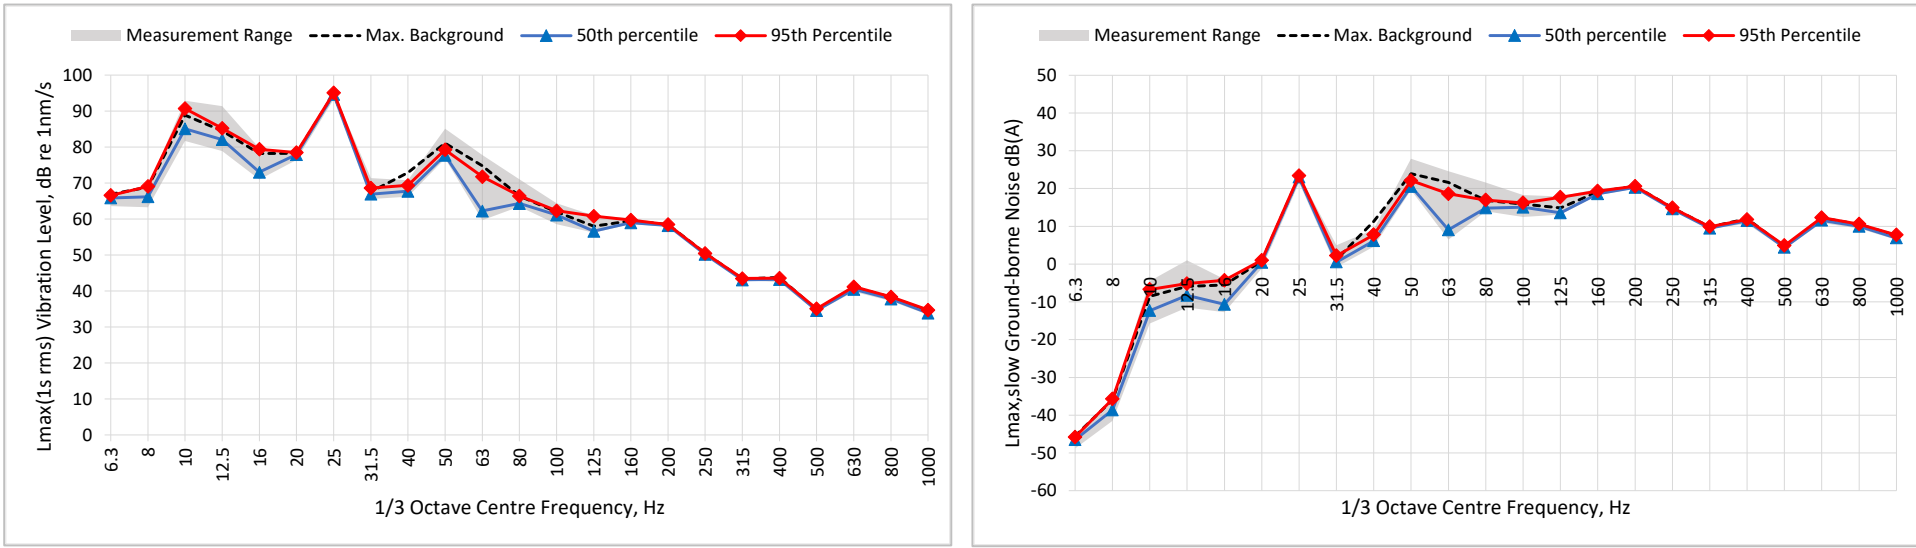 Measurement Range Max. Background 50th percentile 95th Percentile
Lmax(1s rms) Vibration Level, dB re 1nm/s
100
90
80
70
60
50
40
30
20
10
0
6.3 8 10 12.5 16 20 25 31.5 40 50 63 80 100 125 160 200 250 315 400 500 630 800 1000
1/3 Octave Centre Frequency, Hz
Measurement Range Max. Background 50th percentile 95th Percentile
Lmax,slow Ground-borne Noise dB(A)
50
40
30
20
10
0
-10
-20
-30
-40
-50
-60
6.3 8 10 12.5 16 20 25 31.5 40 50 63 80 100 125 160 200 250 315 400 500 630 800 1000
1/3 Octave Centre Frequency, Hz